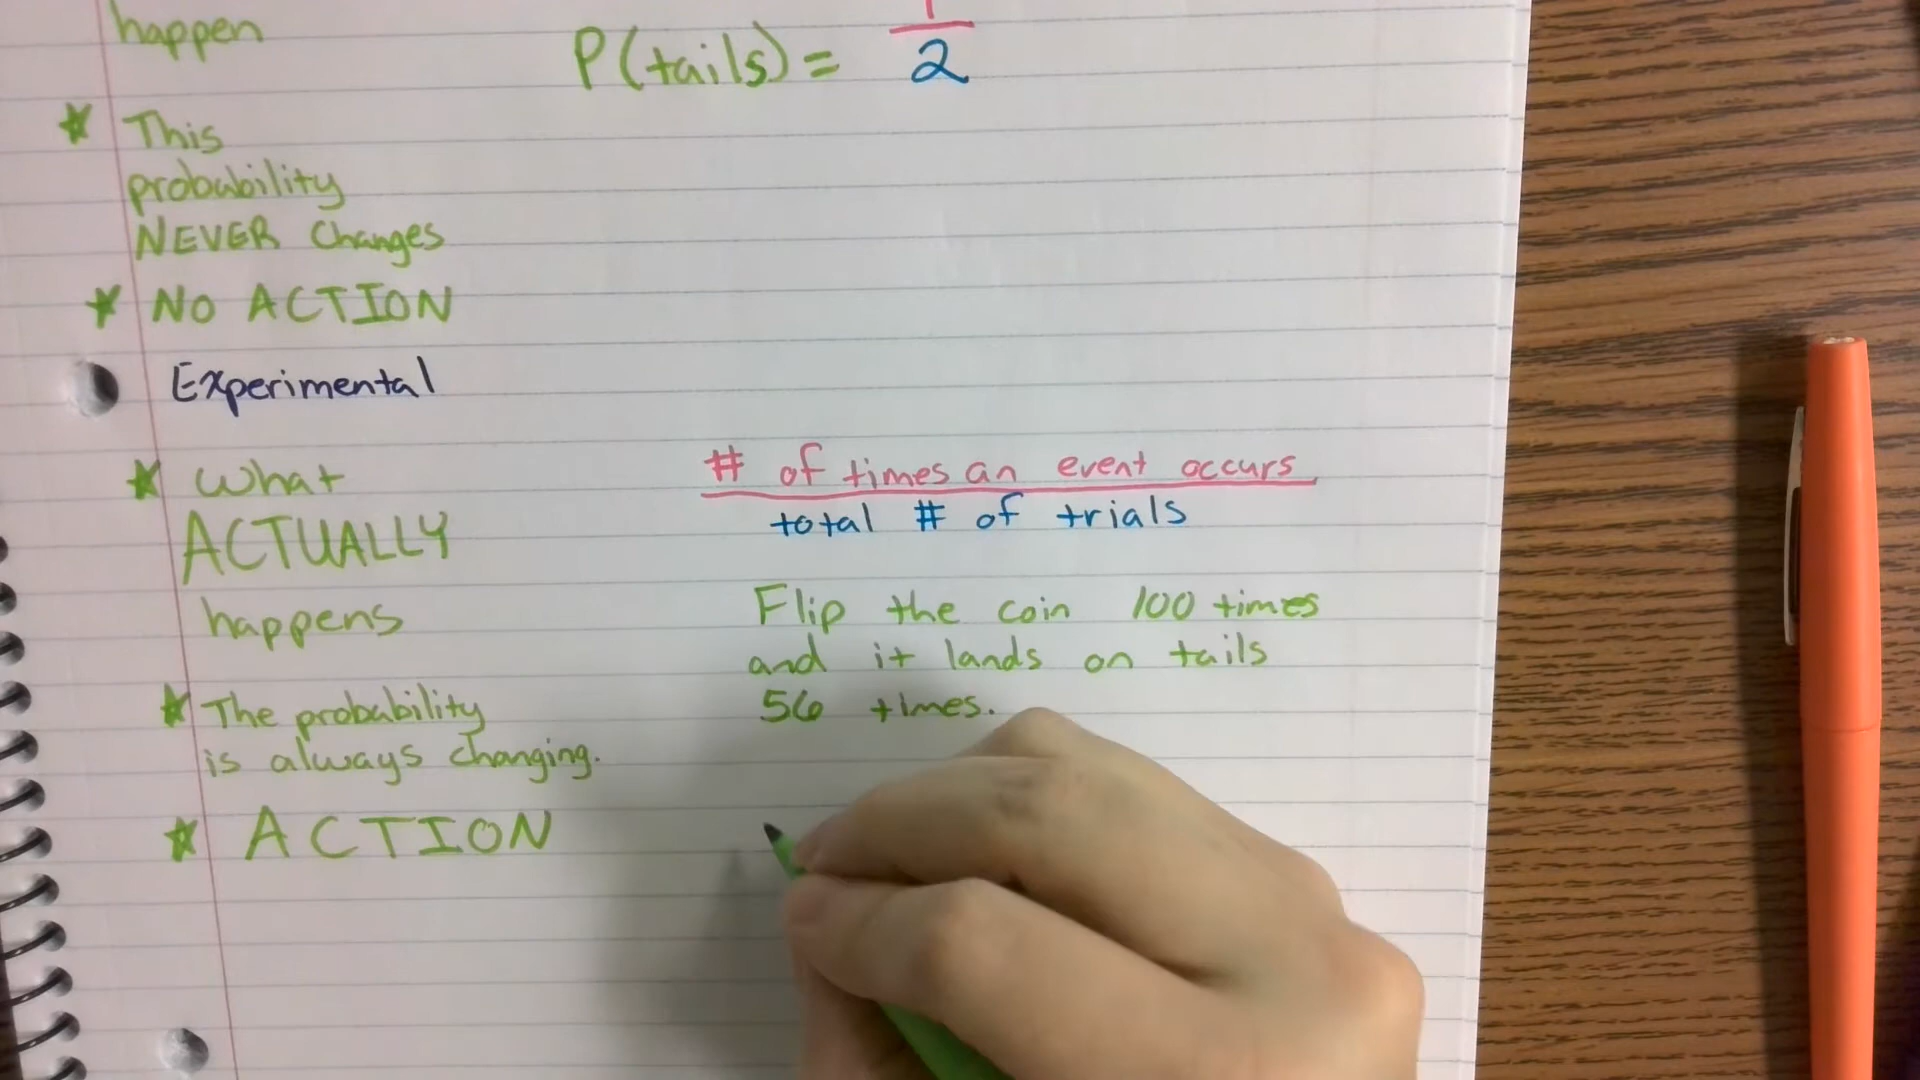 happen
P(tails) = 1/2
* This
probability
NEVER Changes
* NO ACTION
Experimental
* What
ACTUALLY
happens
* The probability
is always changing.
* ACTION
# of times an event occurs
total # of trials
Flip the coin 100 times
and it lands on tails
56 times.